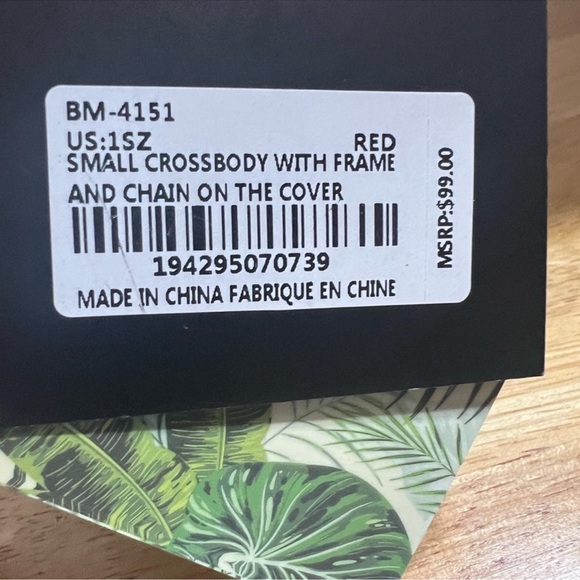 BM-4151
US:1SZ RED
SMALL CROSSBODY WITH FRAME
AND CHAIN ON THE COVER
194295070739
MADE IN CHINA FABRIQUE EN CHINE
MSRP:$99.00